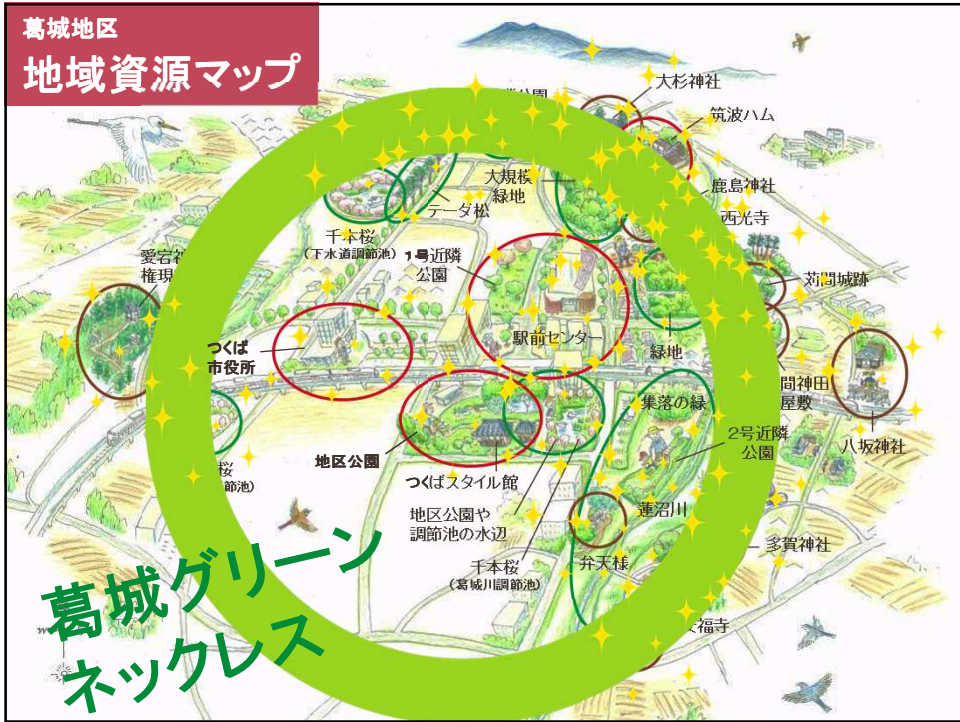 葛城地区
地域資源マップ
大杉神社
筑波ハム
大規模
緑地
鹿島神社
テーダ松
西光寺
千本桜
(下水道調節池)
1号近隣
公園
愛宕神
権現
苅間城跡
駅前センター
緑地
つくば
市役所
間神田
屋敷
集落の緑
2号近隣
公園
八坂神社
地区公園
つくばスタイル館
桜
節池)
地区公園や
調節池の水辺
蓮沼川
多賀神社
弁天様
千本桜
(葛城川調節池)
福寺
葛城グリーン
ネックレス